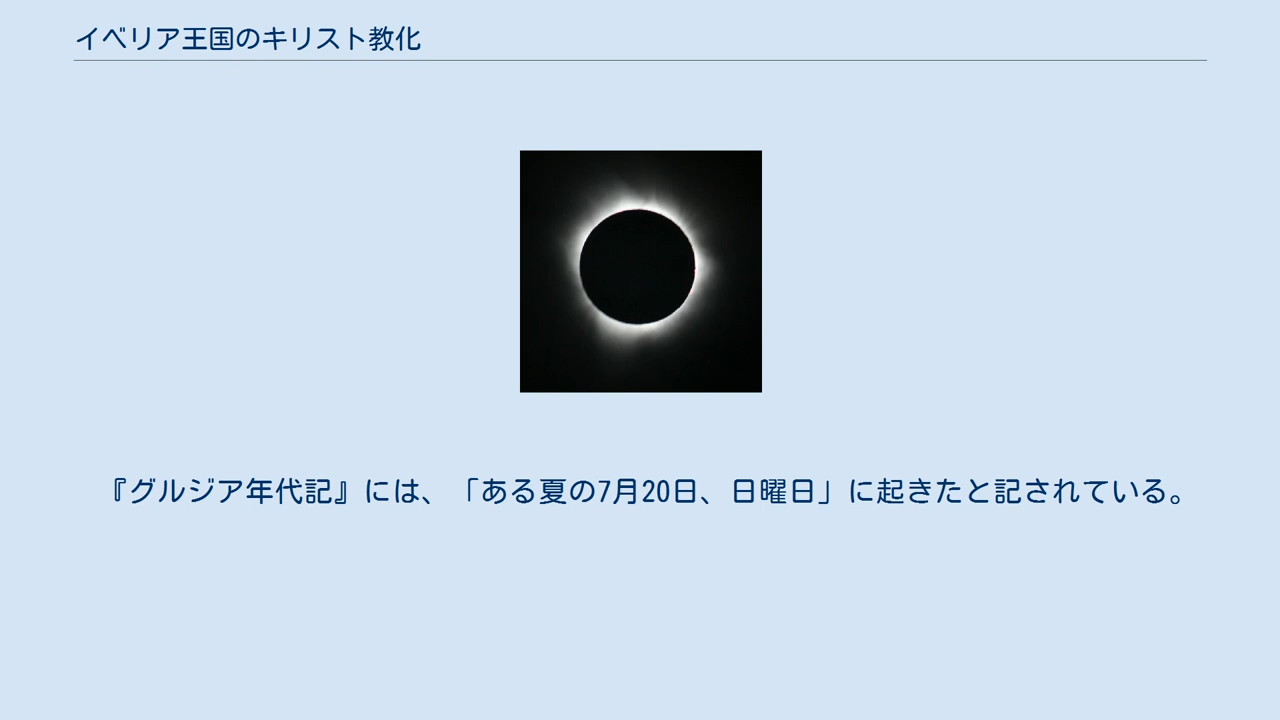 イベリア王国のキリスト教化
『グルジア年代記』には、「ある夏の7月20日、日曜日」に起きたと記されている。